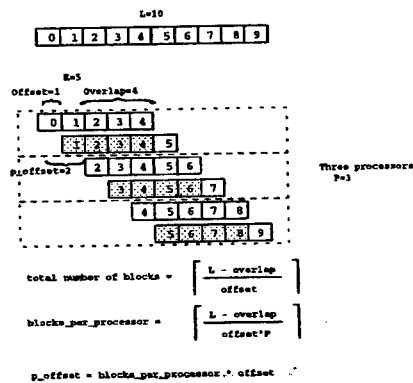 L=10
0 1 2 3 4 5 6 7 8 9
E=5
Offset=1 Overlap=4
0 1 2 3 4
1 2 3 4 5
p_offset=2 2 3 4 5 6
Three processors
P=3
3 4 5 6 7
4 5 6 7 8
5 6 7 8 9
total number of blocks = ⌈ L - overlap / offset ⌉
blocks_per_processor = ⌈ L - overlap / offset*P ⌉
p_offset = blocks_per_processor * offset